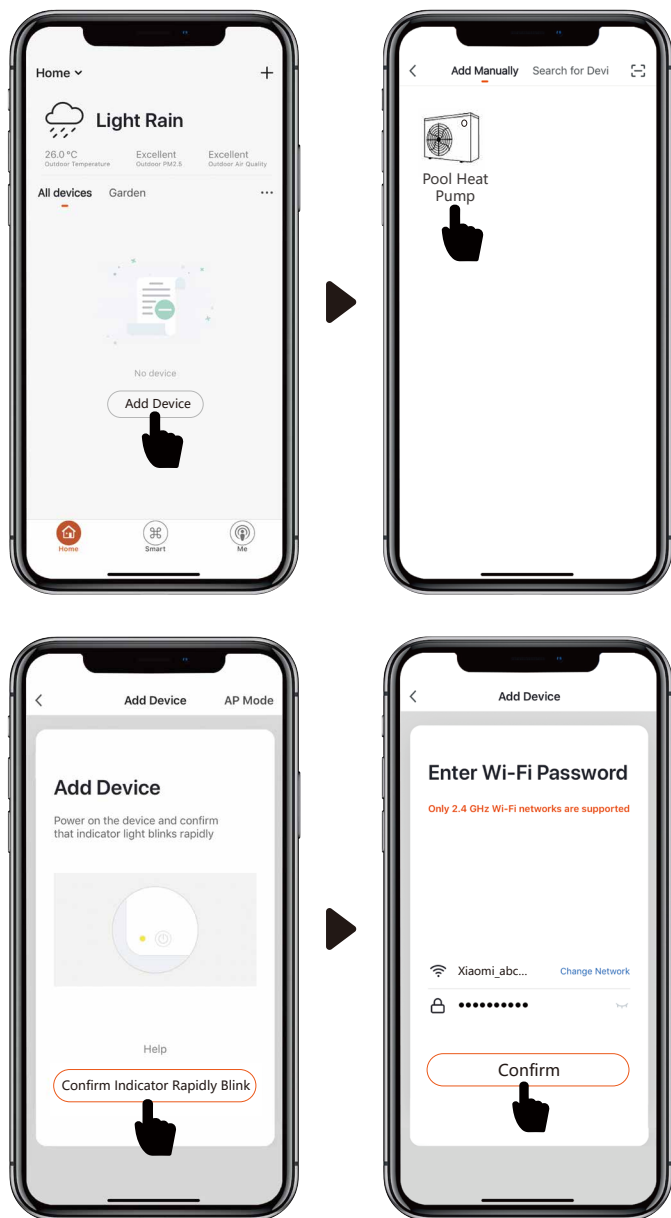 Home
Light Rain
26.0 °C Excellent Excellent
Outdoor Temperature Outdoor PM2.5 Outdoor Air Quality
All devices Garden
No device
Add Device
Home Smart Me
Add Manually Search for Devi
Pool Heat
Pump
Add Device AP Mode
Add Device
Power on the device and confirm
that indicator light blinks rapidly
Help
Confirm Indicator Rapidly Blink
Add Device
Enter Wi-Fi Password
Only 2.4 GHz Wi-Fi networks are supported
Xiaomi_abc... Change Network
Confirm